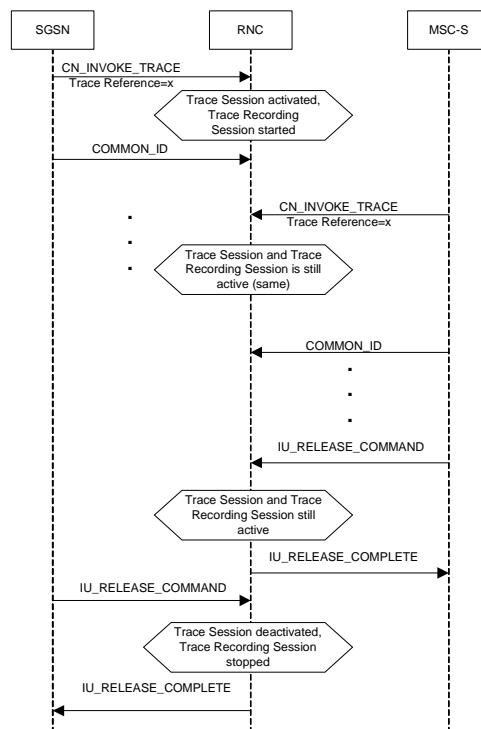 SGSN
RNC
MSC-S
CN_INVOKE_TRACE
Trace Reference=x
Trace Session activated,
Trace Recording
Session started
COMMON_ID
CN_INVOKE_TRACE
Trace Reference=x
Trace Session and Trace
Recording Session is still
active (same)
COMMON_ID
IU_RELEASE_COMMAND
Trace Session and Trace
Recording Session still
active
IU_RELEASE_COMPLETE
IU_RELEASE_COMMAND
Trace Session deactivated,
Trace Recording Session
stopped
IU_RELEASE_COMPLETE